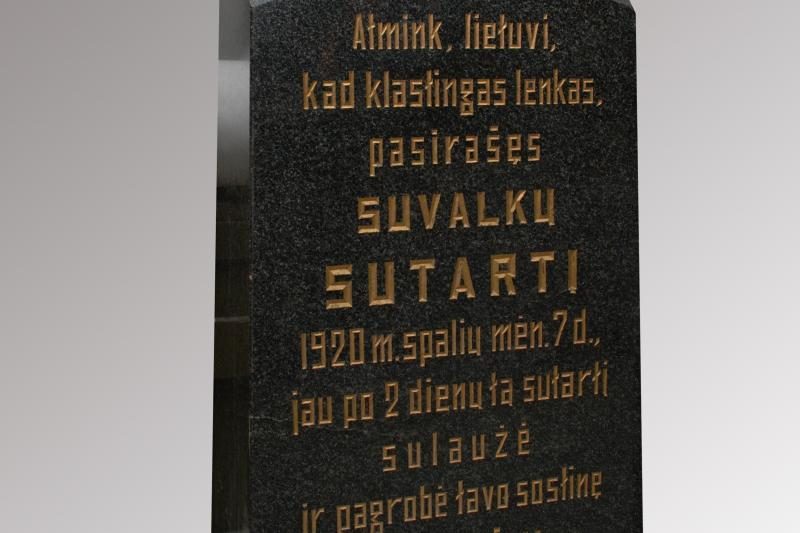 Atmink, lietuvi,
kad klastingas lenkas,
pasirašęs
SUVALKŲ
SUTARTĮ
1920 m. spalių mėn. 7 d.,
jau po 2 dienų tą sutartį
sulaužė
ir pagrobė tavo sostinę